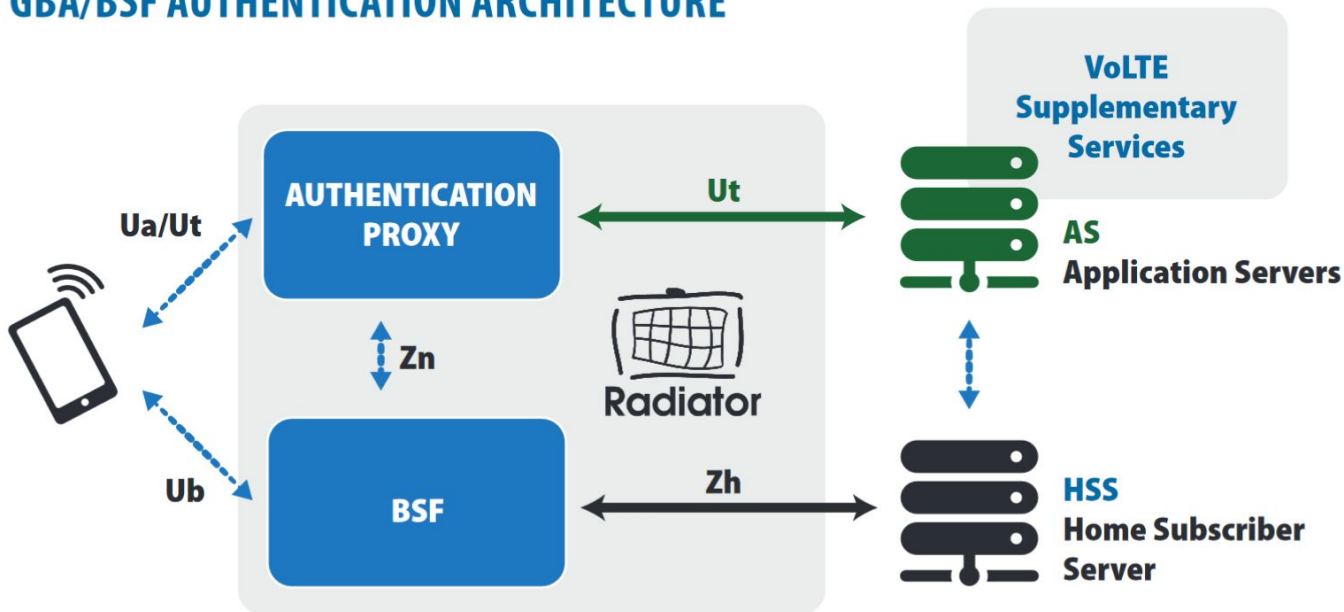 GBA/BSF AUTHENTICATION ARCHITECTURE
VoLTE
Supplementary
Services
AUTHENTICATION
PROXY
Ua/Ut
Ut
AS
Application Servers
Zn
Radiator
Ub
BSF
Zh
HSS
Home Subscriber
Server